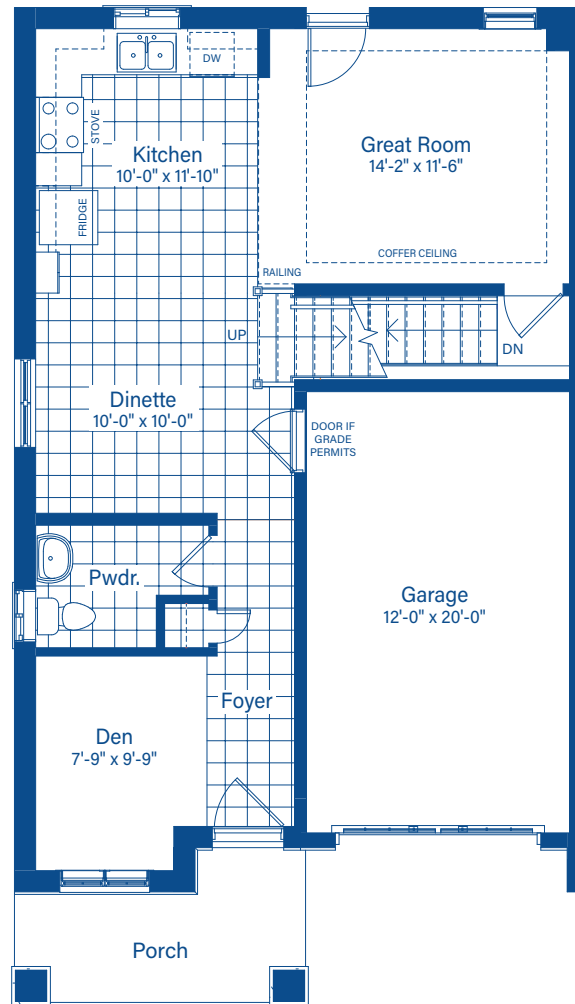 DW
STOVE
Kitchen
10'-0" x 11'-10"
Great Room
14'-2" x 11'-6"
FRIDGE
COFFER CEILING
RAILING
UP
DN
Dinette
10'-0" x 10'-0"
DOOR IF
GRADE
PERMITS
Pwdr.
Garage
12'-0" x 20'-0"
Foyer
Den
7'-9" x 9'-9"
Porch